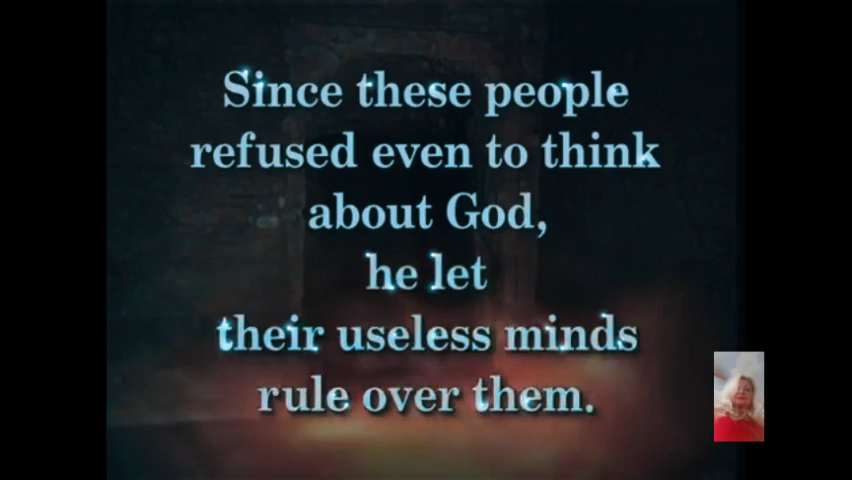 Since these people
refused even to think
about God,
he let
their useless minds
rule over them.